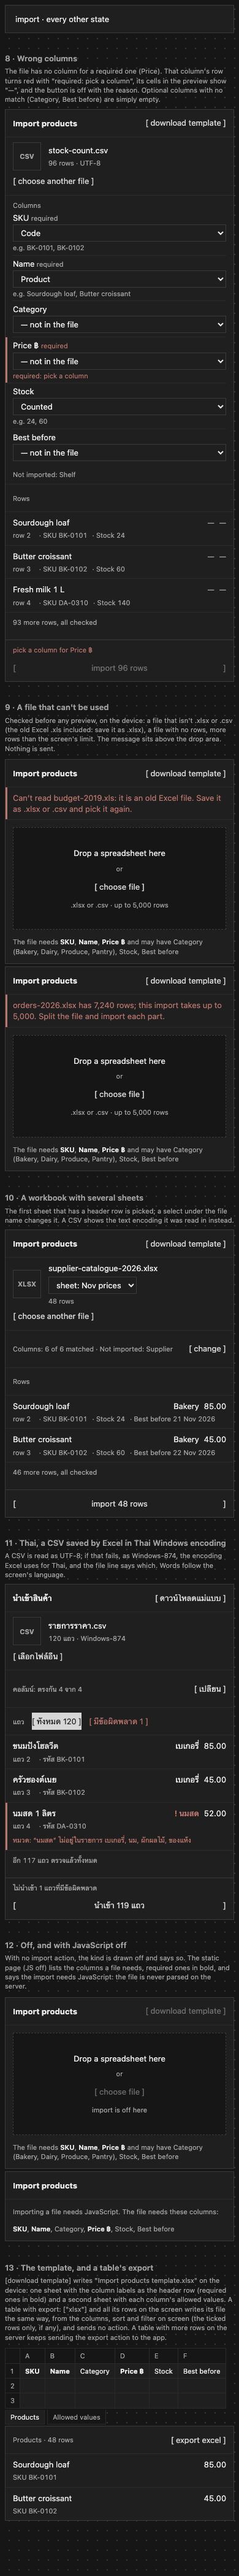 import · every other state
8 · Wrong columns
The file has no column for a required one (Price). That column's row
turns red with "required: pick a column", its cells in the preview show
"—", and the button is off with the reason. Optional columns with no
match (Category, Best before) are simply empty.
Import products
[ download template ]
CSV
stock-count.csv
96 rows · UTF-8
[ choose another file ]
Columns
SKU required
Code
e.g. BK-0101, BK-0102
Name required
Product
e.g. Sourdough loaf, Butter croissant
Category
— not in the file
Price ฿ required
— not in the file
required: pick a column
Stock
Counted
e.g. 24, 60
Best before
— not in the file
Not imported: Shelf
Rows
Sourdough loaf — —
row 2 · SKU BK-0101 · Stock 24
Butter croissant — —
row 3 · SKU BK-0102 · Stock 60
Fresh milk 1 L — —
row 4 · SKU DA-0310 · Stock 140
93 more rows, all checked
pick a column for Price ฿
[ import 96 rows ]
9 · A file that can't be used
Checked before any preview, on the device: a file that isn't .xlsx or .csv
(the old Excel .xls included: save it as .xlsx), a file with no rows, more
rows than the screen's limit. The message sits above the drop area.
Nothing is sent.
Import products
[ download template ]
Can't read budget-2019.xls: it is an old Excel file. Save it
as .xlsx or .csv and pick it again.
Drop a spreadsheet here
or
[ choose file ]
.xlsx or .csv · up to 5,000 rows
The file needs SKU, Name, Price ฿ and may have Category
(Bakery, Dairy, Produce, Pantry), Stock, Best before
Import products
[ download template ]
orders-2026.xlsx has 7,240 rows; this import takes up to
5,000. Split the file and import each part.
Drop a spreadsheet here
or
[ choose file ]
.xlsx or .csv · up to 5,000 rows
The file needs SKU, Name, Price ฿ and may have Category
(Bakery, Dairy, Produce, Pantry), Stock, Best before
10 · A workbook with several sheets
The first sheet that has a header row is picked; a select under the file
name changes it. A CSV shows the text encoding it was read in instead.
Import products
[ download template ]
XLSX
supplier-catalogue-2026.xlsx
sheet: Nov prices
48 rows
[ choose another file ]
Columns: 6 of 6 matched · Not imported: Supplier
[ change ]
Rows
Sourdough loaf Bakery 85.00
row 2 · SKU BK-0101 · Stock 24 · Best before 21 Nov 2026
Butter croissant Bakery 45.00
row 3 · SKU BK-0102 · Stock 60 · Best before 22 Nov 2026
46 more rows, all checked
[ import 48 rows ]
11 · Thai, a CSV saved by Excel in Thai Windows encoding
A CSV is read as UTF-8; if that fails, as Windows-874, the encoding
Excel uses for Thai, and the file line says which. Words follow the
screen's language.
นำเข้าสินค้า
[ ดาวน์โหลดแม่แบบ ]
CSV
รายการราคา.csv
120 แถว · Windows-874
[ เลือกไฟล์อื่น ]
คอลัมน์: ตรงกัน 4 จาก 4
[ เปลี่ยน ]
แถว [ ทั้งหมด 120 ] [ มีข้อผิดพลาด 1 ]
ขนมปังโฮลวีต เบเกอรี่ 85.00
แถว 2 · รหัส BK-0101
ครัวซองต์เนย เบเกอรี่ 45.00
แถว 3 · รหัส BK-0102
นมสด 1 ลิตร ! นมสด 52.00
แถว 4 · รหัส DA-0310
หมวด: "นมสด" ไม่อยู่ในรายการ เบเกอรี่, นม, ผักผลไม้, ของแห้ง
อีก 117 แถว ตรวจแล้วทั้งหมด
ไม่นำเข้า 1 แถวที่มีข้อผิดพลาด
[ นำเข้า 119 แถว ]
12 · Off, and with JavaScript off
With no import action, the kind is drawn off and says so. The static
page (JS off) lists the columns a file needs, required ones in bold, and
says the import needs JavaScript: the file is never parsed on the
server.
Import products
[ download template ]
Drop a spreadsheet here
or
[ choose file ]
import is off here
The file needs SKU, Name, Price ฿ and may have Category
(Bakery, Dairy, Produce, Pantry), Stock, Best before
Import products
Importing a file needs JavaScript. The file needs these columns:
SKU, Name, Category, Price ฿, Stock, Best before
13 · The template, and a table's export
[download template] writes "Import products template.xlsx" on the
device: one sheet with the column labels as the header row (required
ones in bold) and a second sheet with each column's allowed values. A
table with export: ["xlsx"] and all its rows on the screen writes its file
the same way, from the columns, sort and filter on screen (the ticked
rows only, if any), and sends no action. A table with more rows on the
server keeps sending the export action to the app.
A B C D E F
1 SKU Name Category Price ฿ Stock Best before
2
3
Products Allowed values
Products · 48 rows
[ export excel ]
Sourdough loaf 85.00
SKU BK-0101
Butter croissant 45.00
SKU BK-0102